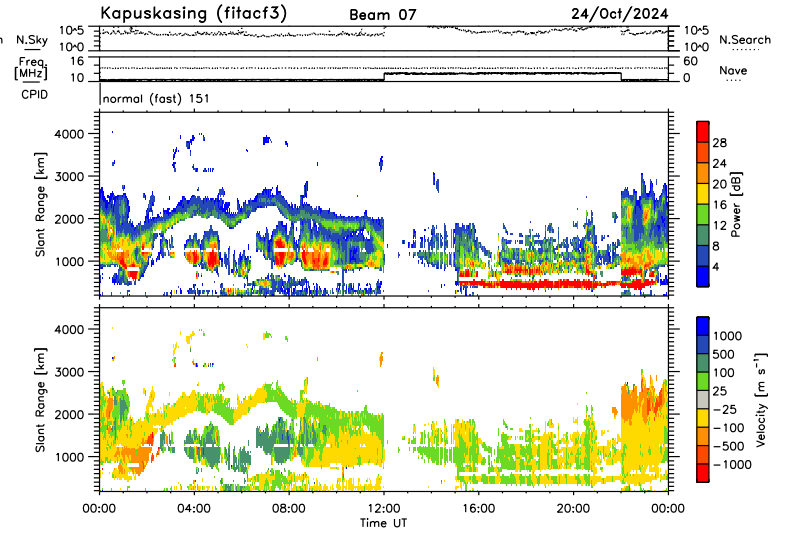 Kapuskasing (fitacf3) Beam 07 24/Oct/2024
n N.Sky 10^5 10^5 N.Search
10^0 10^0
Freq. [MHz] 16 60 Nave
10 0
CPID normal (fast) 151
Slant Range [km]
4000
3000
2000
1000
28
24
20
16
12
8
4
Power [dB]
Slant Range [km]
4000
3000
2000
1000
1000
500
100
25
-25
-100
-500
-1000
Velocity [m s^-1]
00:00 04:00 08:00 12:00 16:00 20:00 00:00
Time UT